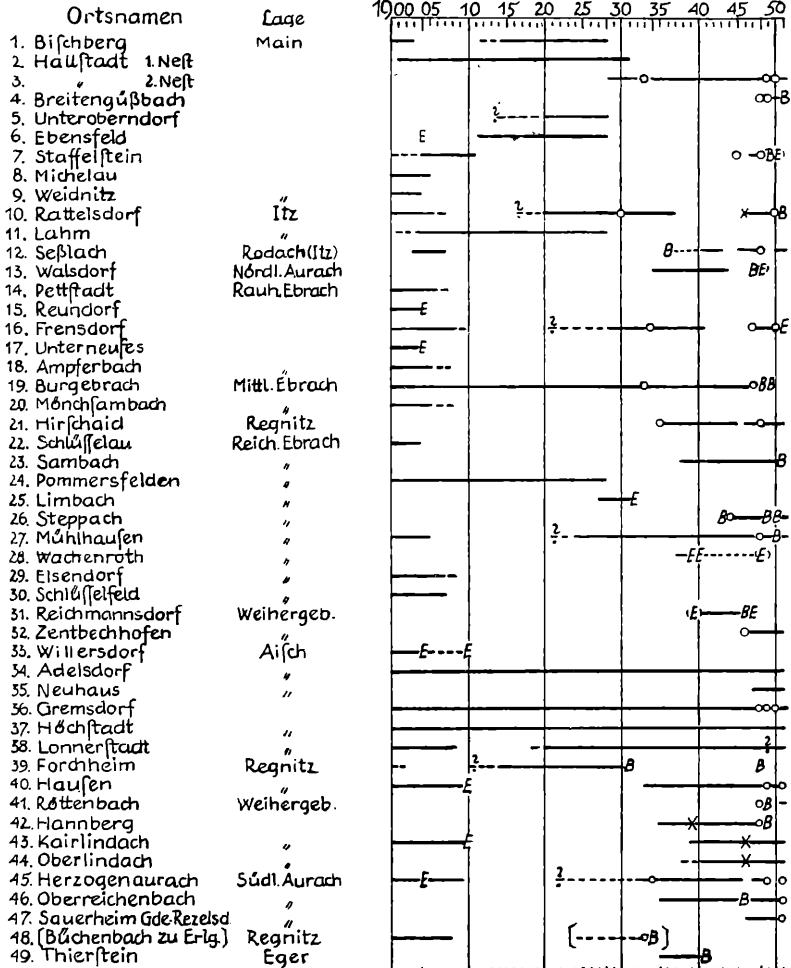 Ortsnamen Lage 1900 05 10 15 20 25 30 35 40 45 50
1. Biſchberg Main
2. Hallſtadt 1. Neſt
3. „ 2. Neſt
4. Breitengüßbach B
5. Unteroberndorf ?
6. Ebensfeld E
7. Staffelſtein BE
8. Michelau
9. Weidnitz „
10. Rattelsdorf Itz ? × B
11. Lahm „
12. Seßlach Rodach (Itz) B
13. Walsdorf Nördl. Aurach BE
14. Pettſtadt Rauh. Ebrach
15. Reundorf E
16. Frensdorf ? E
17. Unterneuſes E
18. Ampferbach „
19. Burgebrach Mittl. Ebrach BB
20. Mönchſambach „
21. Hirſchaid Regnitz
22. Schlüſſelau Reich. Ebrach
23. Sambach „ B
24. Pommersfelden „
25. Limbach „ E
26. Steppach „ B BB
27. Mühlhauſen „ ? B
28. Wachenroth „ EE (E)
29. Elsendorf „
30. Schlüſſelfeld „
31. Reichmannsdorf Weihergeb. (E) BE
32. Zentbechhofen „
33. Willersdorf Aiſch E E
34. Adelsdorf „
35. Neuhaus „
36. Gremsdorf
37. Höchſtadt „
38. Lonnerſtadt „ ?
39. Forchheim Regnitz ? B B
40. Hauſen „ E
41. Röttenbach Weihergeb. B
42. Hannberg × B
43. Kairlindach „ E ×
44. Oberlindach „ ×
45. Herzogenaurach Südl. Aurach E ?
46. Oberreichenbach „ B
47. Sauerheim Gde. Rezelsd. „
48. [Büchenbach zu Erlg.] Regnitz [ B ]
49. Thierſtein Eger B